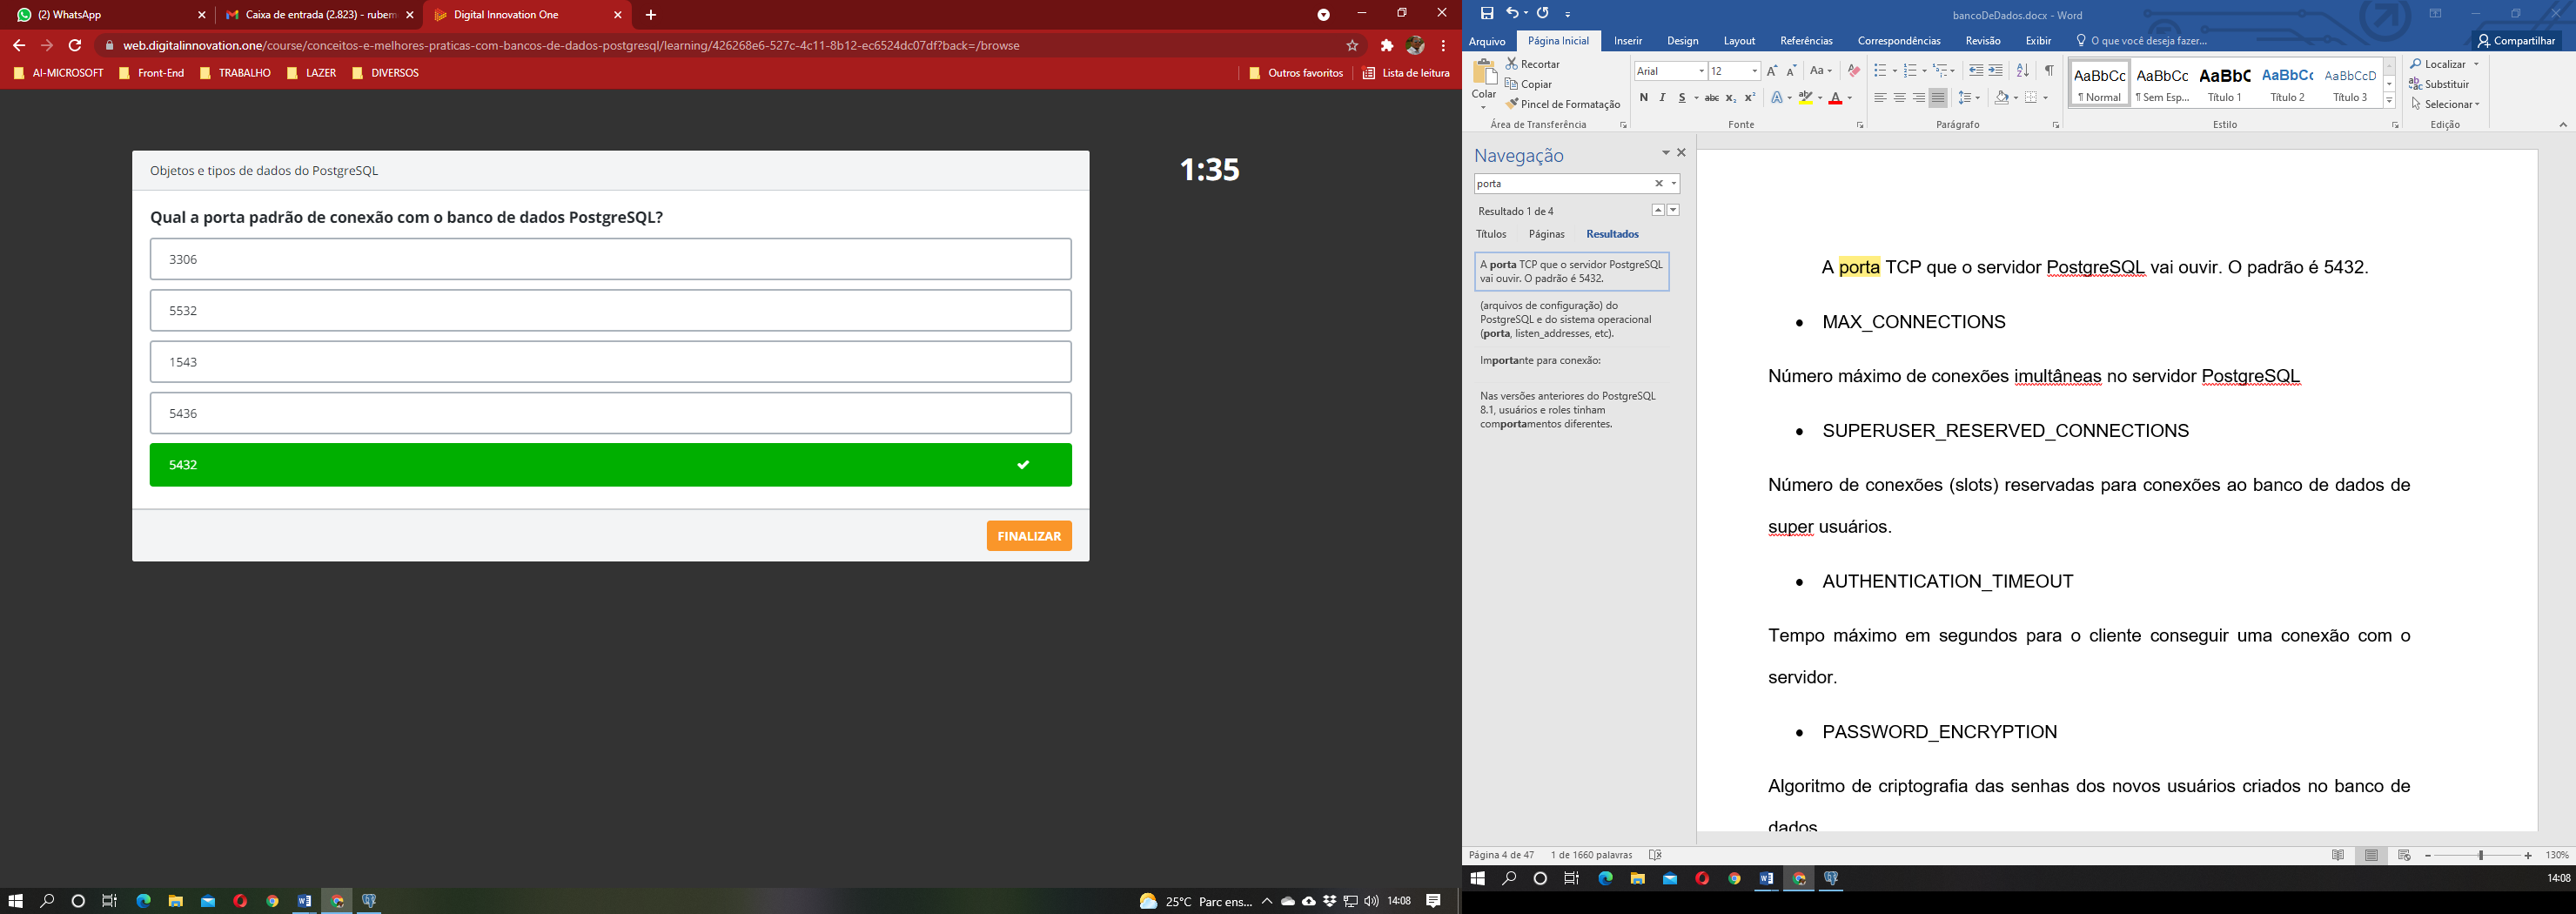 (2) WhatsApp
Caixa de entrada (2.823) - rubem
Digital Innovation One
web.digitalinnovation.one/course/conceitos-e-melhores-praticas-com-bancos-de-dados-postgresql/learning/426268e6-527c-4c11-8b12-ec6524dc07df?back=/browse
AI-MICROSOFT
Front-End
TRABALHO
LAZER
DIVERSOS
Outros favoritos
Lista de leitura
Objetos e tipos de dados do PostgreSQL
1:35
Qual a porta padrão de conexão com o banco de dados PostgreSQL?
3306
5532
1543
5436
5432
FINALIZAR
25°C Parc ens...
14:08
bancoDeDados.docx - Word
Arquivo
Página Inicial
Inserir
Design
Layout
Referências
Correspondências
Revisão
Exibir
O que você deseja fazer...
Compartilhar
Colar
Recortar
Copiar
Pincel de Formatação
Área de Transferência
Arial
12
Aa
N I S abc x₂ x²
Fonte
Parágrafo
AaBbCc AaBbCc AaBbC AaBbCc AaBbCcD
¶ Normal
¶ Sem Esp...
Título 1
Título 2
Título 3
Estilo
Localizar
Substituir
Selecionar
Edição
Navegação
porta
Resultado 1 de 4
Títulos
Páginas
Resultados
A porta TCP que o servidor PostgreSQL
vai ouvir. O padrão é 5432.
(arquivos de configuração) do
PostgreSQL e do sistema operacional
(porta, listen_addresses, etc).
Importante para conexão:
Nas versões anteriores do PostgreSQL
8.1, usuários e roles tinham
comportamentos diferentes.
A porta TCP que o servidor PostgreSQL vai ouvir. O padrão é 5432.
• MAX_CONNECTIONS
Número máximo de conexões imultâneas no servidor PostgreSQL
• SUPERUSER_RESERVED_CONNECTIONS
Número de conexões (slots) reservadas para conexões ao banco de dados de
super usuários.
• AUTHENTICATION_TIMEOUT
Tempo máximo em segundos para o cliente conseguir uma conexão com o
servidor.
• PASSWORD_ENCRYPTION
Algoritmo de criptografia das senhas dos novos usuários criados no banco de
dados
Página 4 de 47
1 de 1660 palavras
130%
14:08